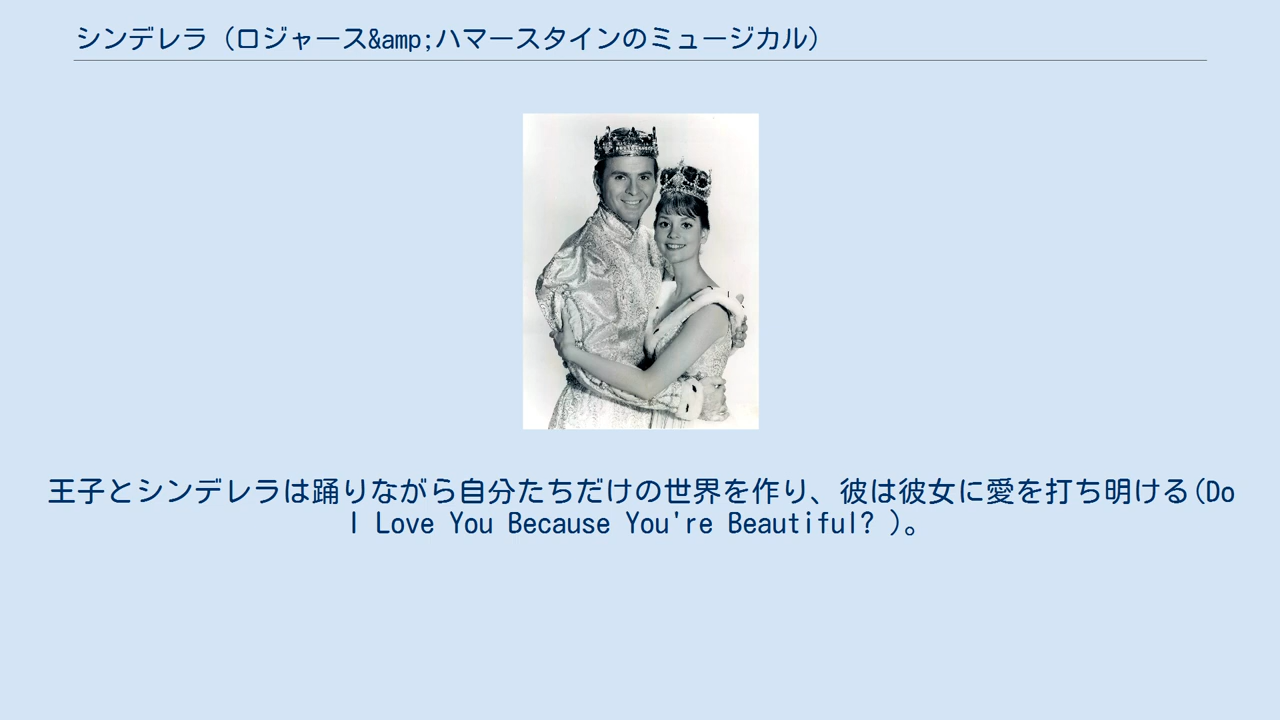 シンデレラ（ロジャース&amp;ハマースタインのミュージカル）
王子とシンデレラは踊りながら自分たちだけの世界を作り、彼は彼女に愛を打ち明ける(Do
I Love You Because You're Beautiful? )。